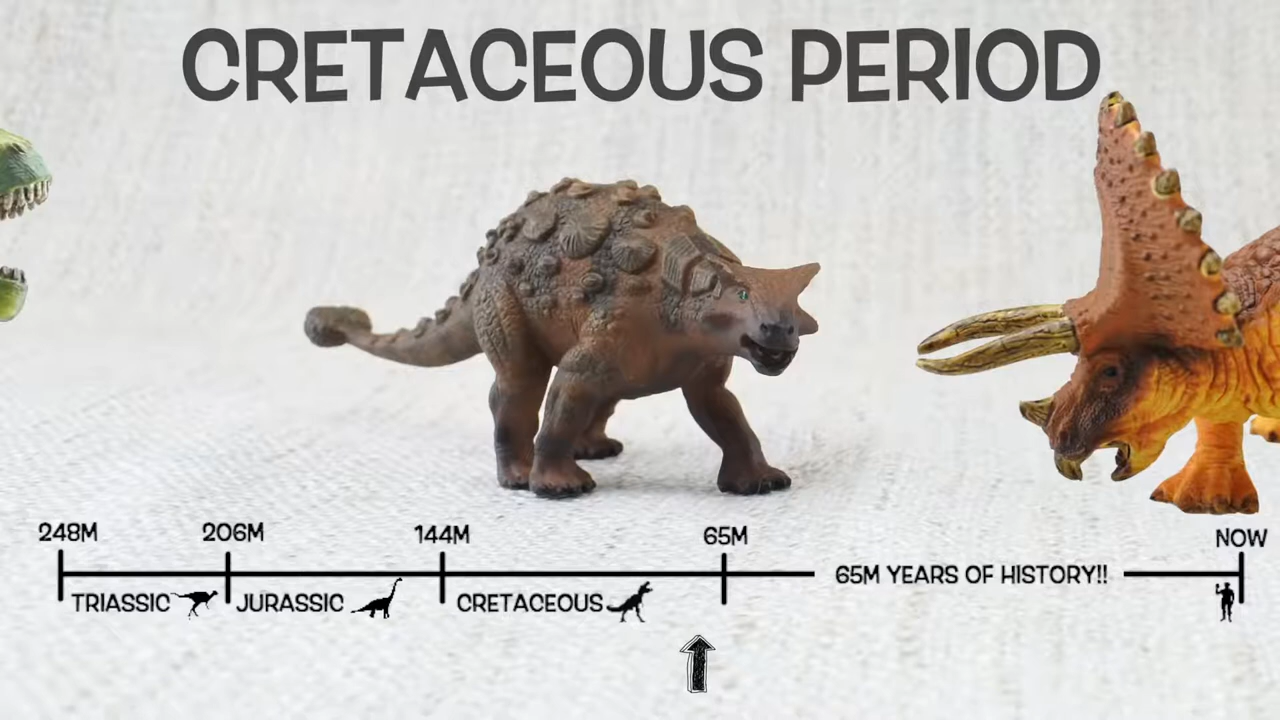 CRETACEOUS PERIOD
248M 206M 144M 65M NOW
65M YEARS OF HISTORY!!
TRIASSIC JURASSIC CRETACEOUS